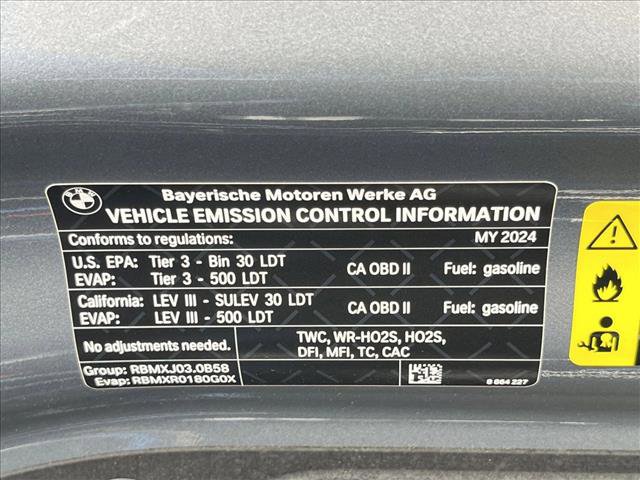 BMW
Bayerische Motoren Werke AG
VEHICLE EMISSION CONTROL INFORMATION
Conforms to regulations: MY 2024
U.S. EPA: Tier 3 - Bin 30 LDT CA OBD II Fuel: gasoline
EVAP: Tier 3 - 500 LDT
California: LEV III - SULEV 30 LDT CA OBD II Fuel: gasoline
EVAP: LEV III - 500 LDT
No adjustments needed. TWC, WR-HO2S, HO2S,
DFI, MFI, TC, CAC
Group: RBMXJ03.0B58
Evap: RBMXR0180G0X
8 864 227